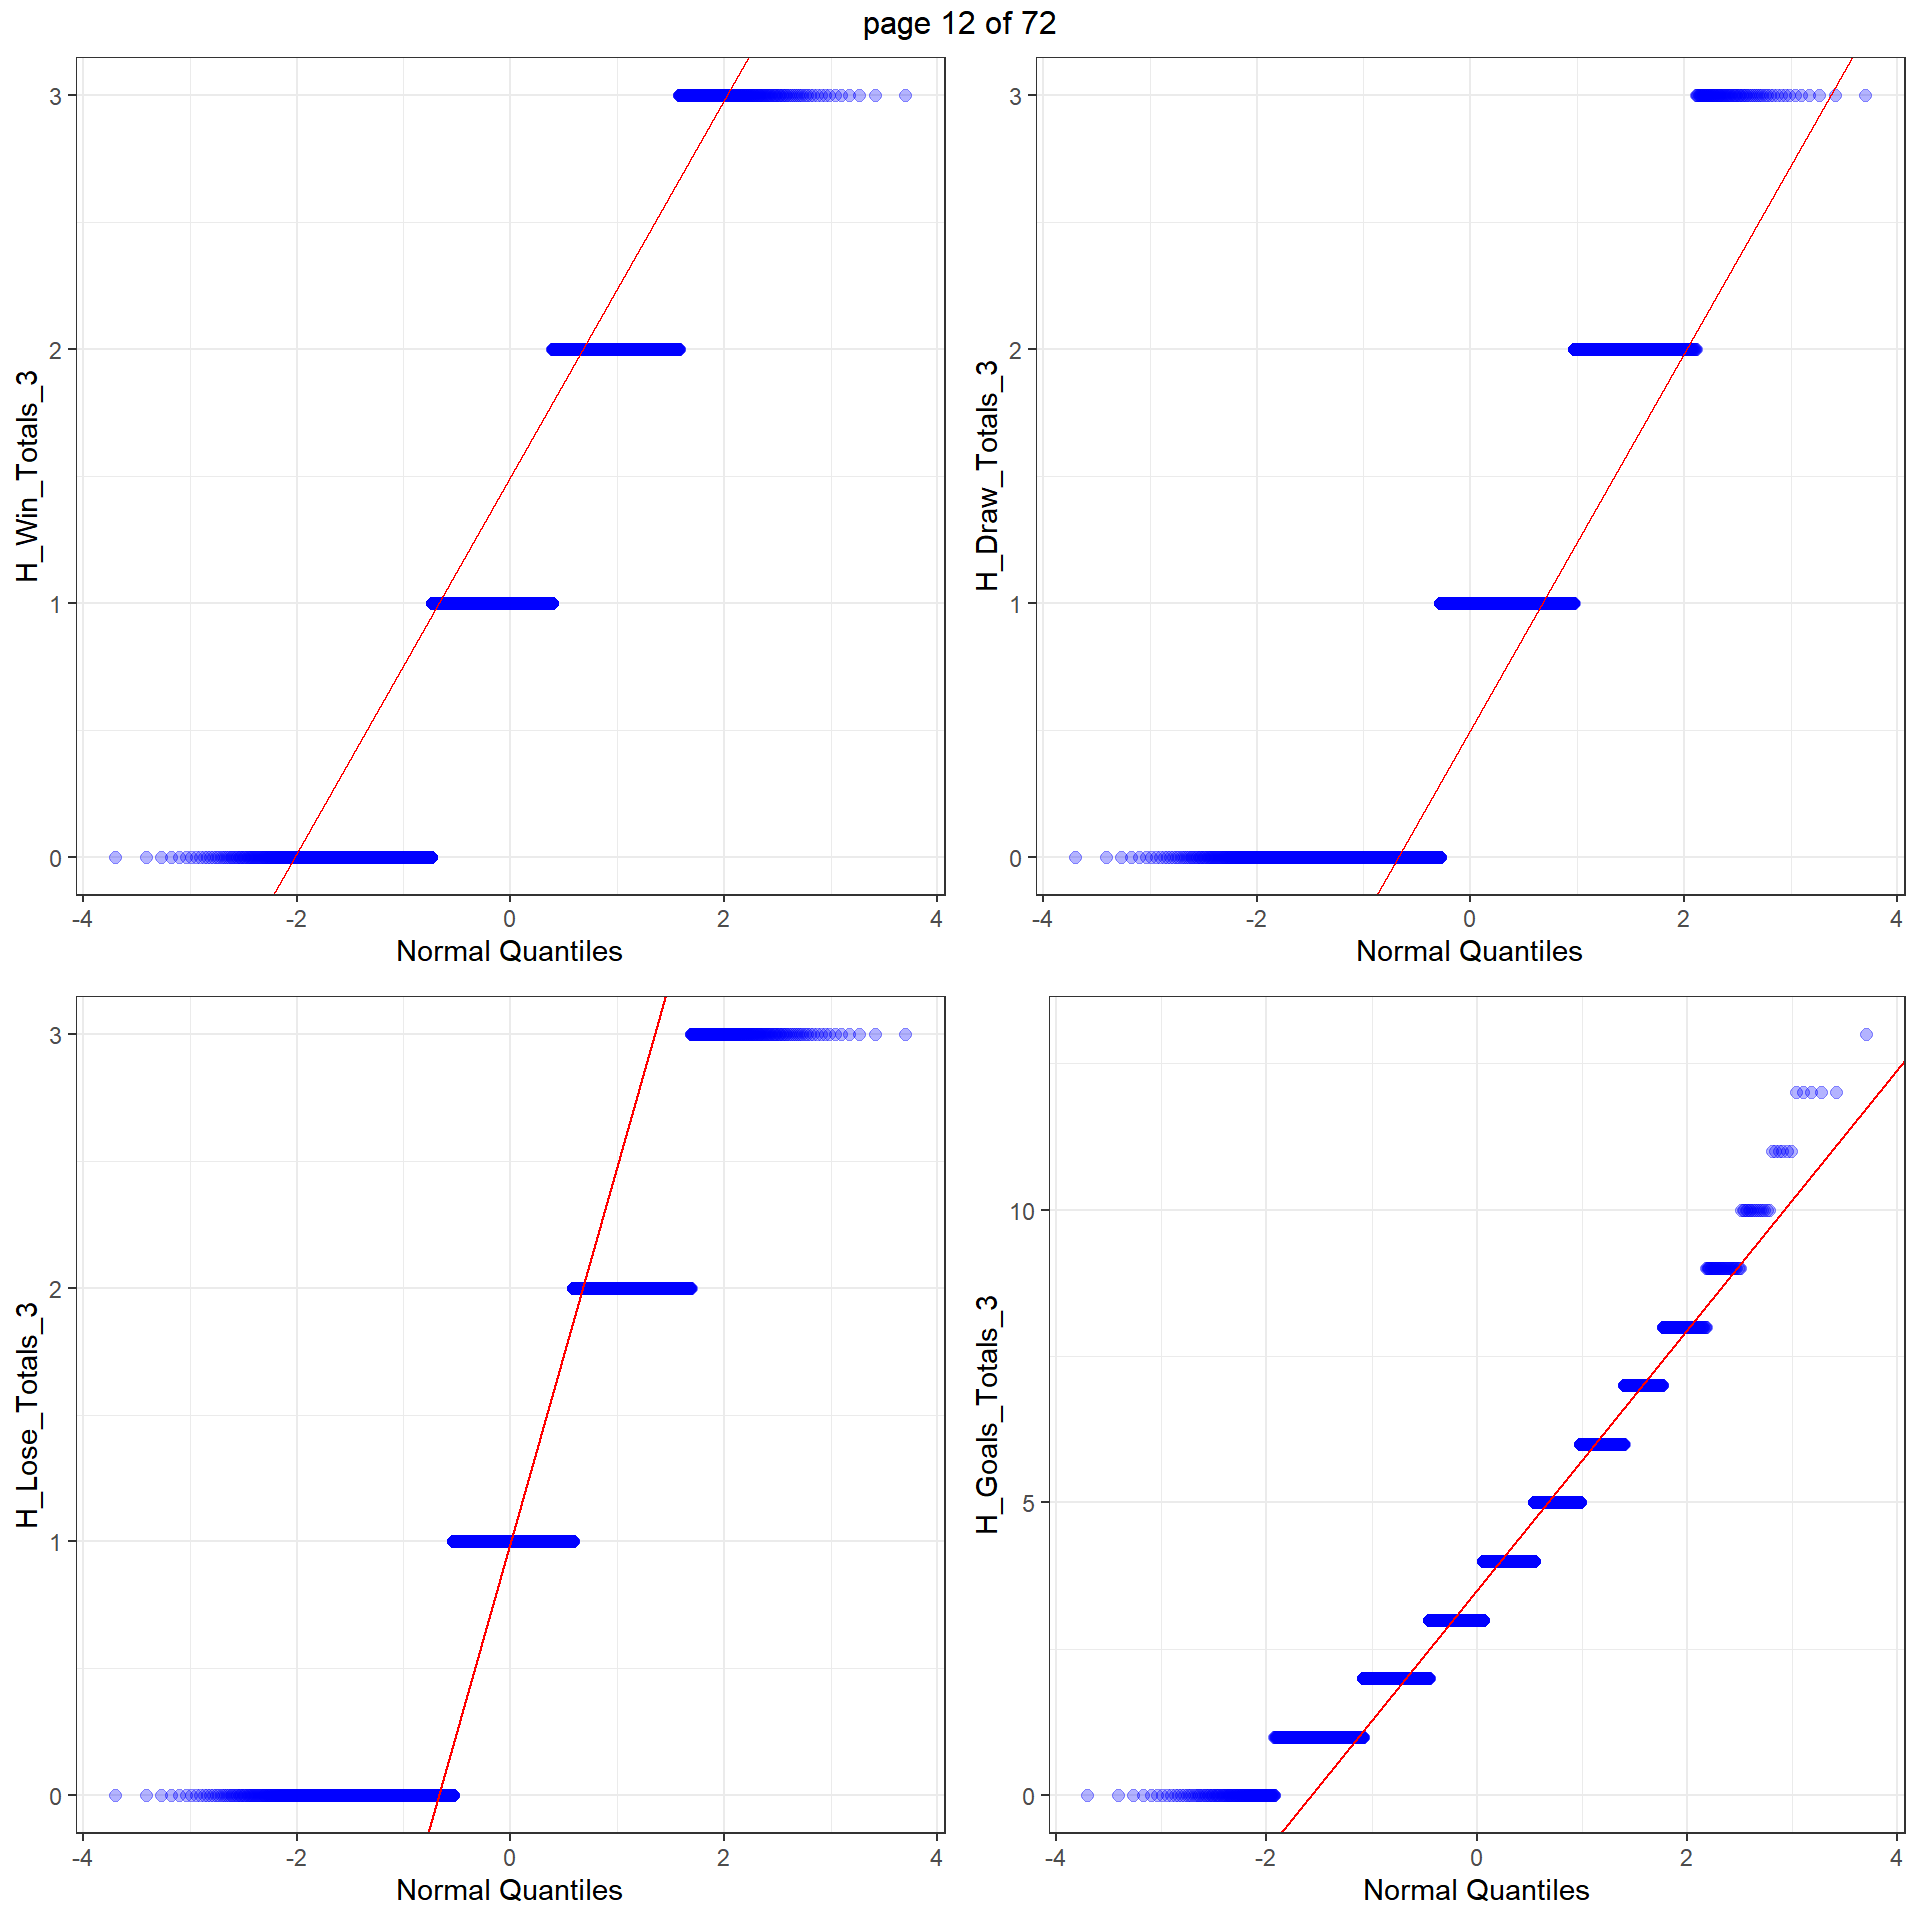 page 12 of 72
H_Win_Totals_3
3
2
1
0
-4 -2 0 2 4
Normal Quantiles
H_Draw_Totals_3
3
2
1
0
-4 -2 0 2 4
Normal Quantiles
H_Lose_Totals_3
3
2
1
0
-4 -2 0 2 4
Normal Quantiles
H_Goals_Totals_3
10
5
0
-4 -2 0 2 4
Normal Quantiles